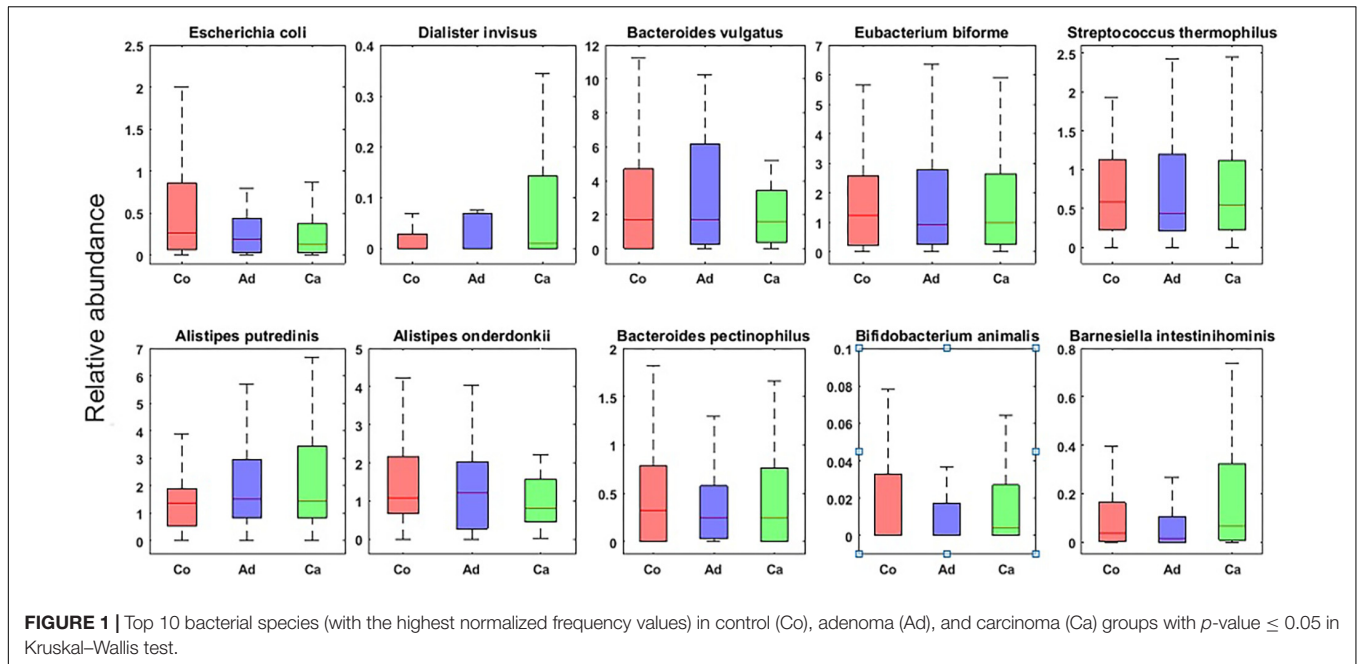 Escherichia coli Dialister invisus Bacteroides vulgatus Eubacterium biforme Streptococcus thermophilus
2.5 0.4 12 7 2.5
2 0.3 10 6 2
1.5 0.2 8 5 1.5
1 0.1 6 4 1
0.5 0 4 3 0.5
0 2 2 0
0 1
0
Co Ad Ca Co Ad Ca Co Ad Ca Co Ad Ca Co Ad Ca
Relative abundance
Alistipes putredinis Alistipes onderdonkii Bacteroides pectinophilus Bifidobacterium animalis Barnesiella intestinihominis
7 5 2 0.1 0.8
6 4 1.5 0.08 0.6
5 3 1 0.06 0.4
4 2 0.5 0.04 0.2
3 1 0 0.02 0
2 0 0
1
0
Co Ad Ca Co Ad Ca Co Ad Ca Co Ad Ca Co Ad Ca
FIGURE 1 | Top 10 bacterial species (with the highest normalized frequency values) in control (Co), adenoma (Ad), and carcinoma (Ca) groups with p-value ≤ 0.05 in
Kruskal–Wallis test.